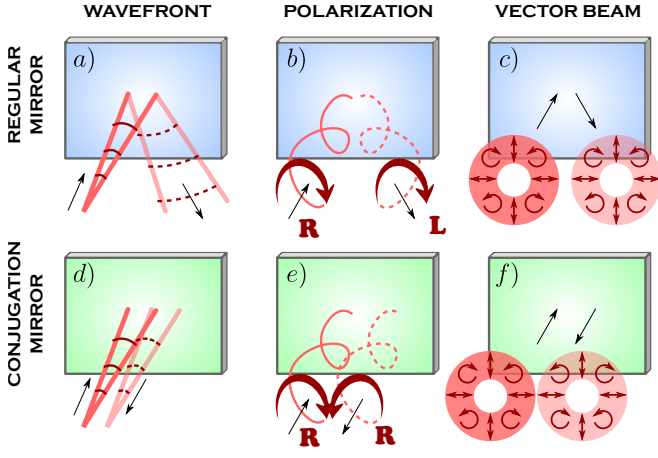 WAVEFRONT POLARIZATION VECTOR BEAM
REGULAR
MIRROR
a) b) c)
R L
CONJUGATION
MIRROR
d) e) f)
R R